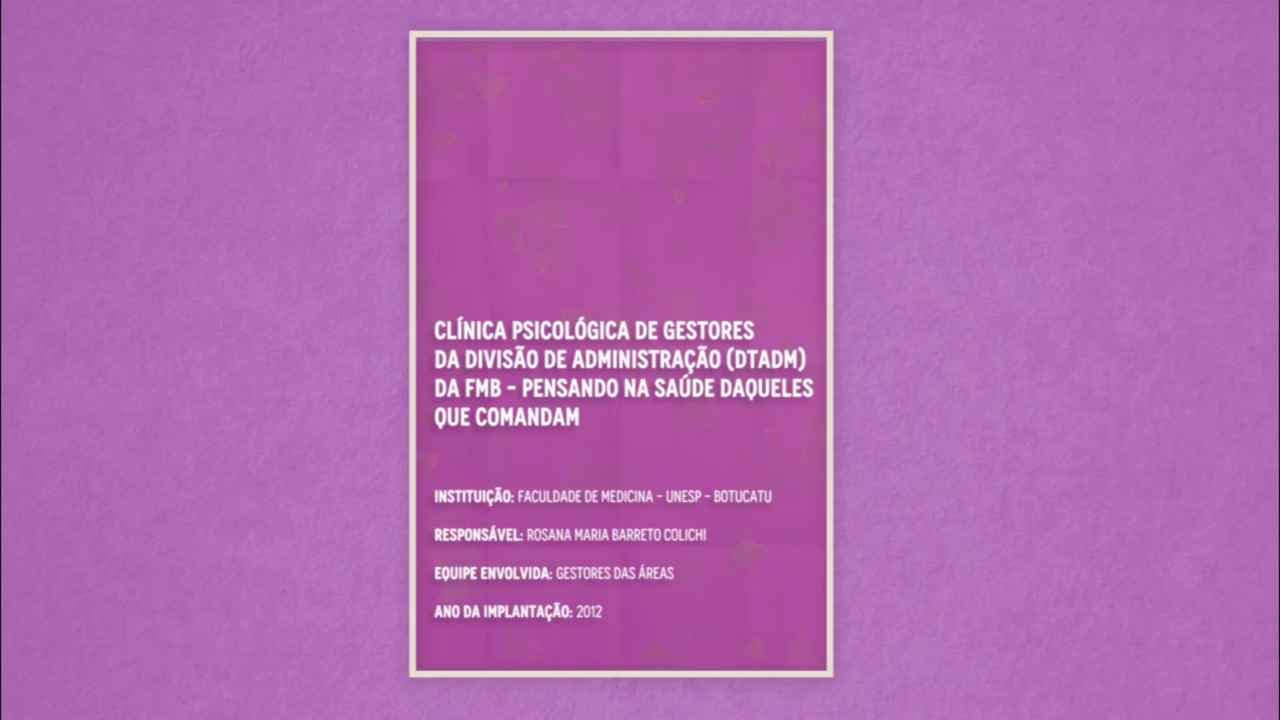 CLÍNICA PSICOLÓGICA DE GESTORES
DA DIVISÃO DE ADMINISTRAÇÃO (DTADM)
DA FMB - PENSANDO NA SAÚDE DAQUELES
QUE COMANDAM
INSTITUIÇÃO: FACULDADE DE MEDICINA - UNESP - BOTUCATU
RESPONSÁVEL: ROSANA MARIA BARRETO COLICHI
EQUIPE ENVOLVIDA: GESTORES DAS ÁREAS
ANO DA IMPLANTAÇÃO: 2012